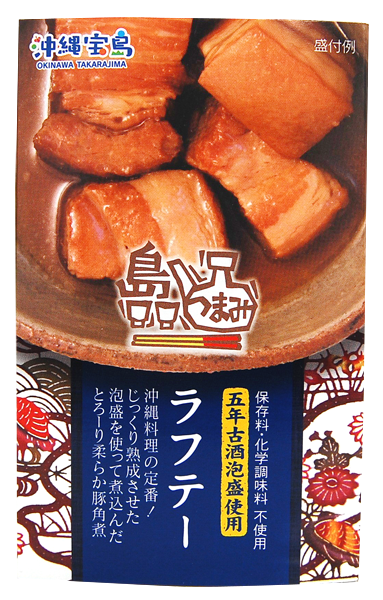 沖縄宝島
OKINAWA TAKARAJIMA
盛付例
島品
つまみ
保存料・化学調味料 不使用
五年古酒泡盛使用
ラフテー
沖縄料理の定番！
じっくり熟成させた
泡盛を使って煮込んだ
とろーり柔らか豚角煮